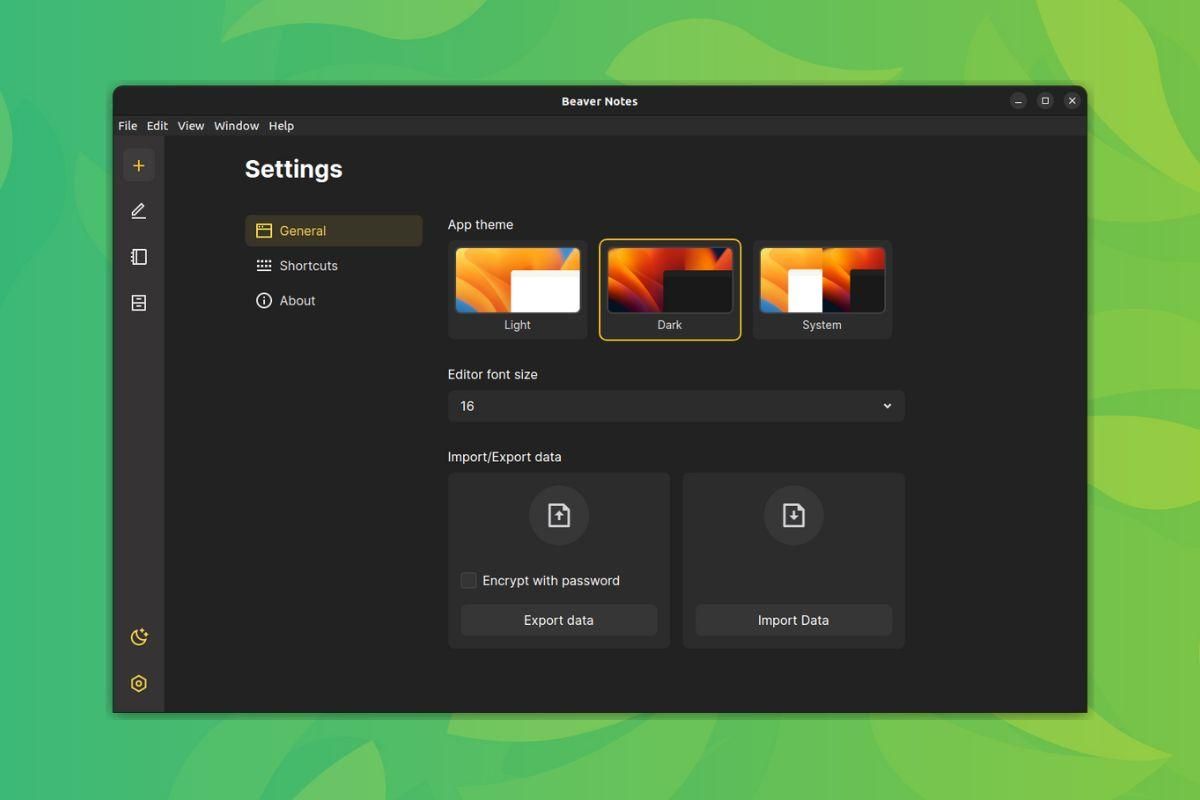 Beaver Notes
File Edit View Window Help
Settings
General
Shortcuts
About
App theme
Light
Dark
System
Editor font size
16
Import/Export data
Encrypt with password
Export data
Import Data